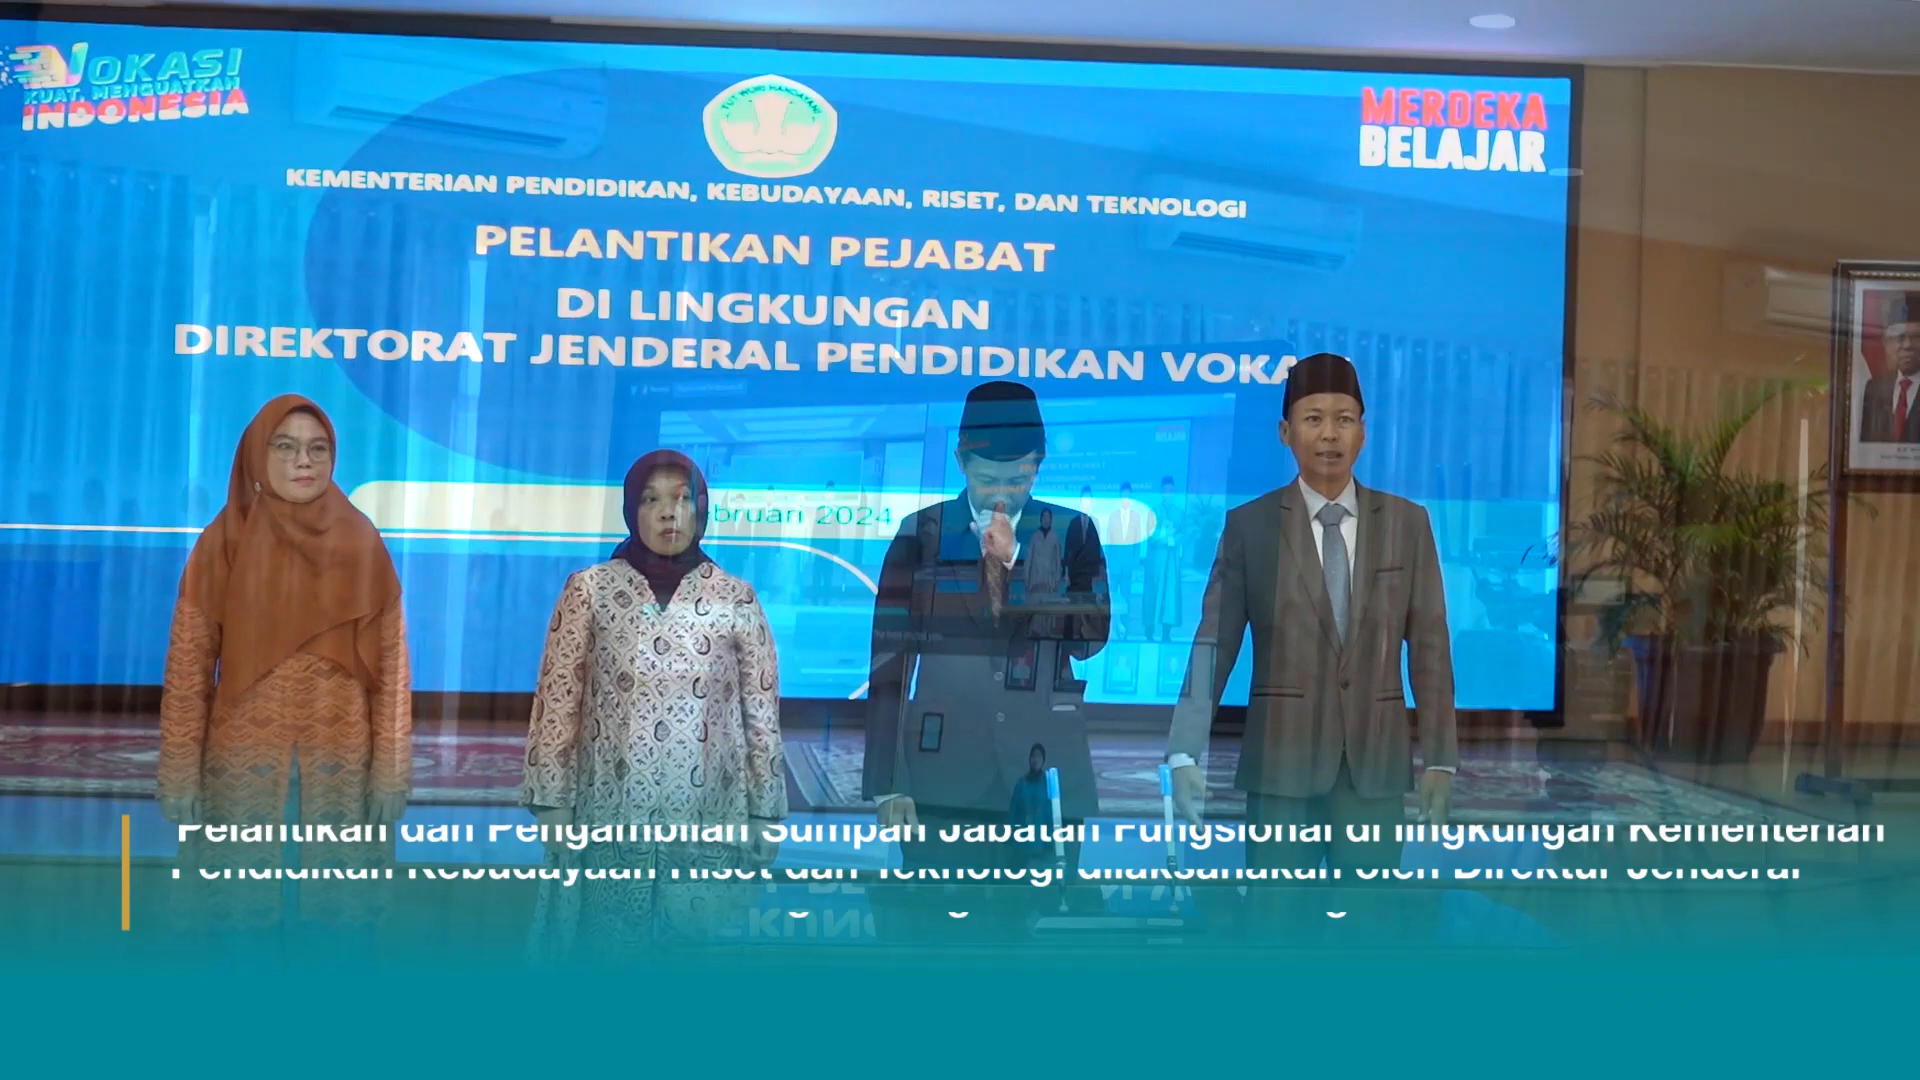 VOKASI
KUAT, MENGUATKAN
INDONESIA
TUT WURI HANDAYANI
MERDEKA
BELAJAR
KEMENTERIAN PENDIDIKAN, KEBUDAYAAN, RISET, DAN TEKNOLOGI
PELANTIKAN PEJABAT
DI LINGKUNGAN
DIREKTORAT JENDERAL PENDIDIKAN
2024
Pelantikan dan Pengambilan Sumpah Jabatan Fungsional di lingkungan Kementerian
Pendidikan Kebudayaan Riset dan Teknologi dilaksanakan oleh Direktur Jenderal